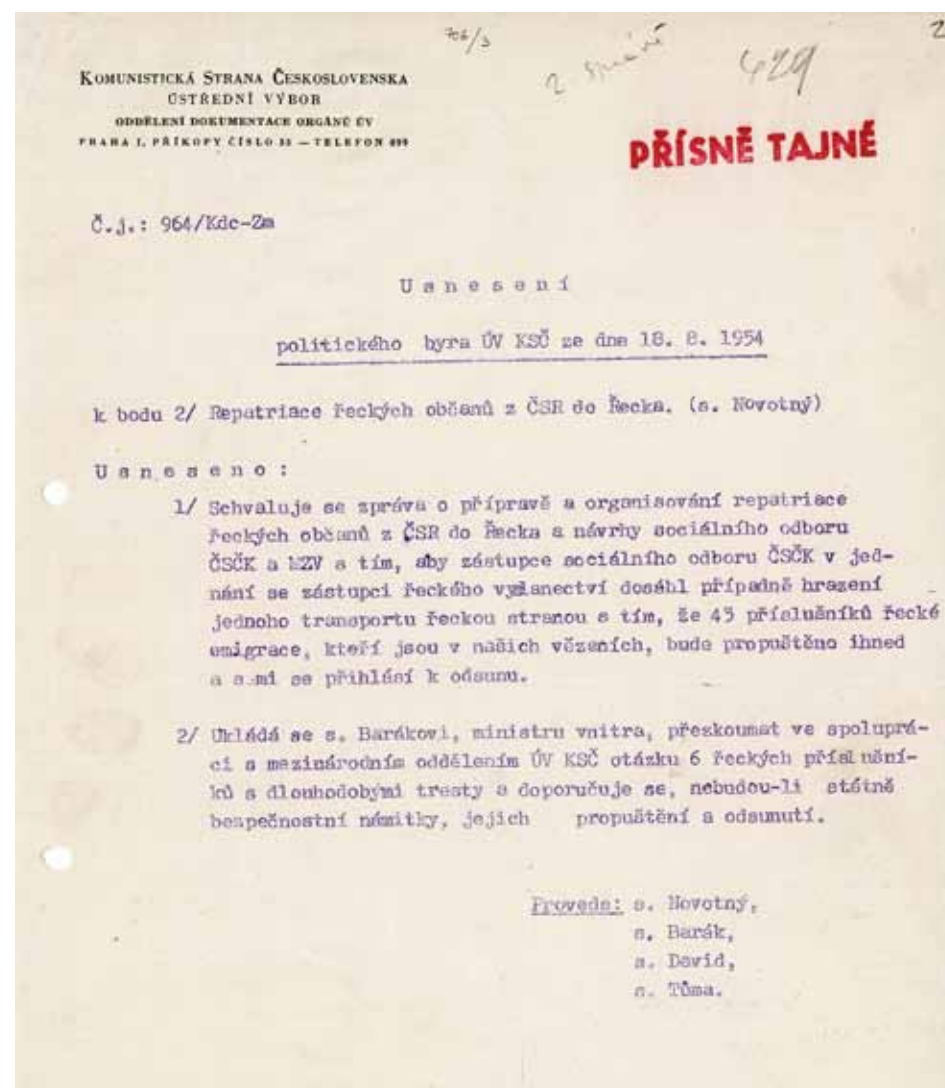 706/3
2
429
KOMUNISTICKÁ STRANA ČESKOSLOVENSKA
ÚSTŘEDNÍ VÝBOR
ODDĚLENÍ DOKUMENTACE ORGÁNŮ ÚV
PRAHA I, PŘÍKOPY ČÍSLO 33 — TELEFON
PŘÍSNĚ TAJNÉ
Č.j.: 964/Kdc-Zm
U s n e s e n í
politického byra ÚV KSČ ze dne 18. 8. 1954
k bodu 2/ Repatriace řeckých občanů z ČSR do Řecka. (s. Novotný)
U s n e s e n o :
1/ Schvaluje se zpráva o přípravě a organisování repatriace
řeckých občanů z ČSR do Řecka a návrhy sociálního odboru
ČSČK a MZV s tím, aby zástupce sociálního odboru ČSČK v jed-
nání se zástupci řeckého vyslanectví dosáhl případně hrazení
jednoho transportu řeckou stranou s tím, že 45 příslušníků řecké
emigrace, kteří jsou v našich vězeních, bude propuštěno ihned
a sami se přihlásí k odsunu.
2/ Ukládá se s. Barákovi, ministru vnitra, přeskoumat ve spoluprá-
ci s mezinárodním oddělením ÚV KSČ otázku 6 řeckých příslušní-
ků s dlouhodobými tresty a doporučuje se, nebudou-li státně
bezpečnostní námitky, jejich propuštění a odsunutí.
Provede: s. Novotný,
s. Barák,
s. David,
s. Tůma.